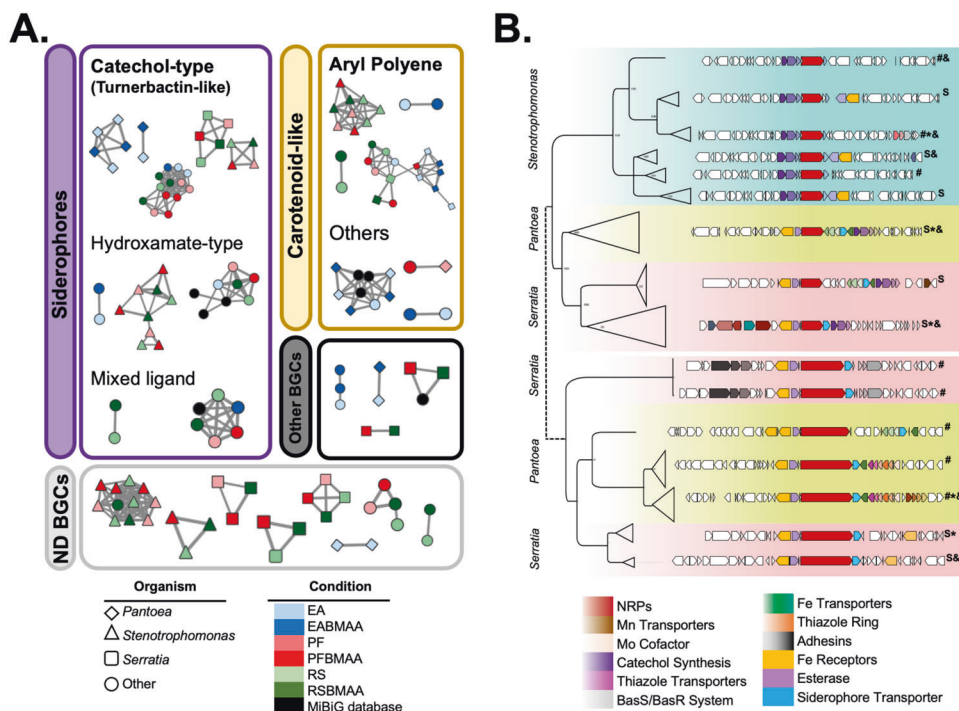 A.
Siderophores
Catechol-type
(Turnerbactin-like)
Hydroxamate-type
Mixed ligand
Carotenoid-like
Aryl Polyene
Others
Other BGCs
ND BGCs
Organism
Pantoea
Stenotrophomonas
Serratia
Other
Condition
EA
EABMAA
PF
PFBMAA
RS
RSBMAA
MiBiG database
B.
Stenotrophomonas
#&
S
#*&
S&
#
S
Pantoea
S*&
Serratia
S
S*&
Serratia
#
#
Pantoea
#
#
#*&
Serratia
S*
S&
NRPs
Mn Transporters
Mo Cofactor
Catechol Synthesis
Thiazole Transporters
BasS/BasR System
Fe Transporters
Thiazole Ring
Adhesins
Fe Receptors
Esterase
Siderophore Transporter